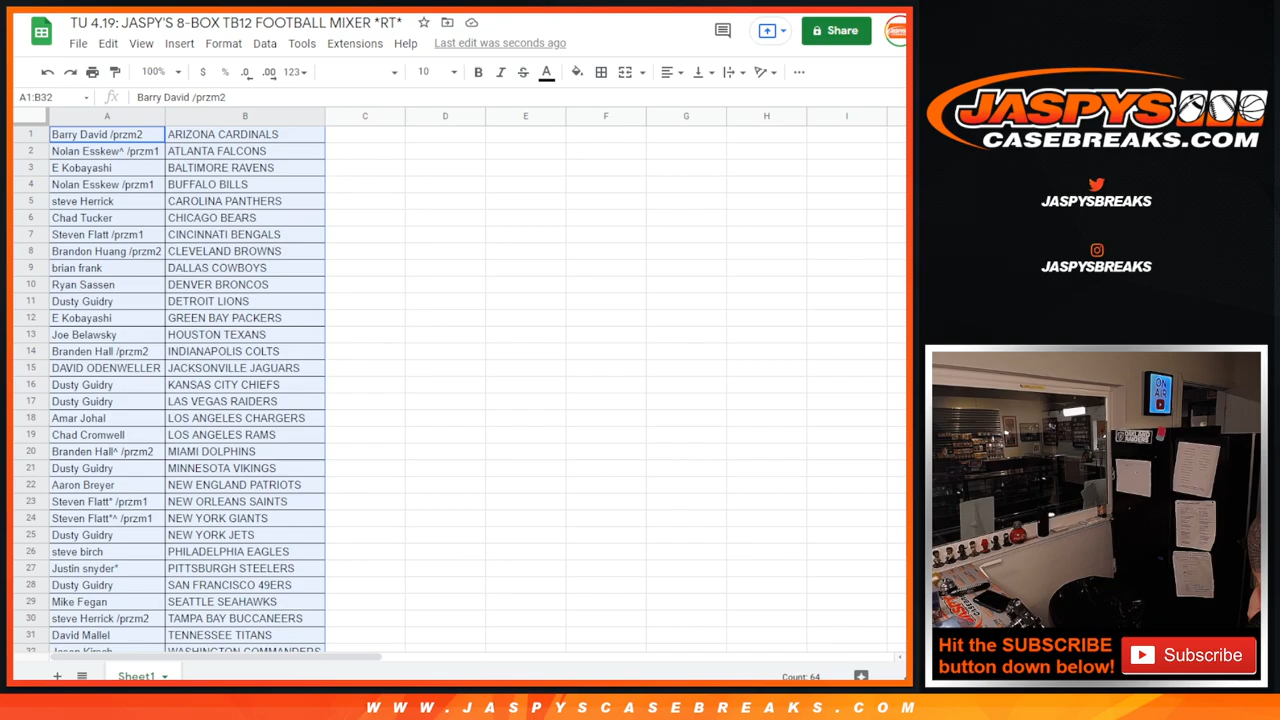 TU 4.19: JASPY'S 8-BOX TB12 FOOTBALL MIXER *RT*
File Edit View Insert Format Data Tools Extensions Help Last edit was seconds ago
Share
100% $ % .0 .00 123 10 B I S A
A1:B32 fx Barry David /przm2
A B C D E F G H I
1 Barry David /przm2 ARIZONA CARDINALS
2 Nolan Esskew^ /przm1 ATLANTA FALCONS
3 E Kobayashi BALTIMORE RAVENS
4 Nolan Esskew /przm1 BUFFALO BILLS
5 steve Herrick CAROLINA PANTHERS
6 Chad Tucker CHICAGO BEARS
7 Steven Flatt /przm1 CINCINNATI BENGALS
8 Brandon Huang /przm2 CLEVELAND BROWNS
9 brian frank DALLAS COWBOYS
10 Ryan Sassen DENVER BRONCOS
11 Dusty Guidry DETROIT LIONS
12 E Kobayashi GREEN BAY PACKERS
13 Joe Belawsky HOUSTON TEXANS
14 Branden Hall /przm2 INDIANAPOLIS COLTS
15 DAVID ODENWELLER JACKSONVILLE JAGUARS
16 Dusty Guidry KANSAS CITY CHIEFS
17 Dusty Guidry LAS VEGAS RAIDERS
18 Amar Johal LOS ANGELES CHARGERS
19 Chad Cromwell LOS ANGELES RAMS
20 Branden Hall^ /przm2 MIAMI DOLPHINS
21 Dusty Guidry MINNESOTA VIKINGS
22 Aaron Breyer NEW ENGLAND PATRIOTS
23 Steven Flatt* /przm1 NEW ORLEANS SAINTS
24 Steven Flatt*^ /przm1 NEW YORK GIANTS
25 Dusty Guidry NEW YORK JETS
26 steve birch PHILADELPHIA EAGLES
27 Justin snyder* PITTSBURGH STEELERS
28 Dusty Guidry SAN FRANCISCO 49ERS
29 Mike Fegan SEATTLE SEAHAWKS
30 steve Herrick /przm2 TAMPA BAY BUCCANEERS
31 David Mallel TENNESSEE TITANS
32 Jason Kirsch WASHINGTON COMMANDERS
Sheet1
Count: 64
JASPYS
CASEBREAKS.COM
JASPYSBREAKS
JASPYSBREAKS
ON
AIR
JASPYS
Hit the SUBSCRIBE
button down below!
Subscribe
WWW.JASPYSCASEBREAKS.COM